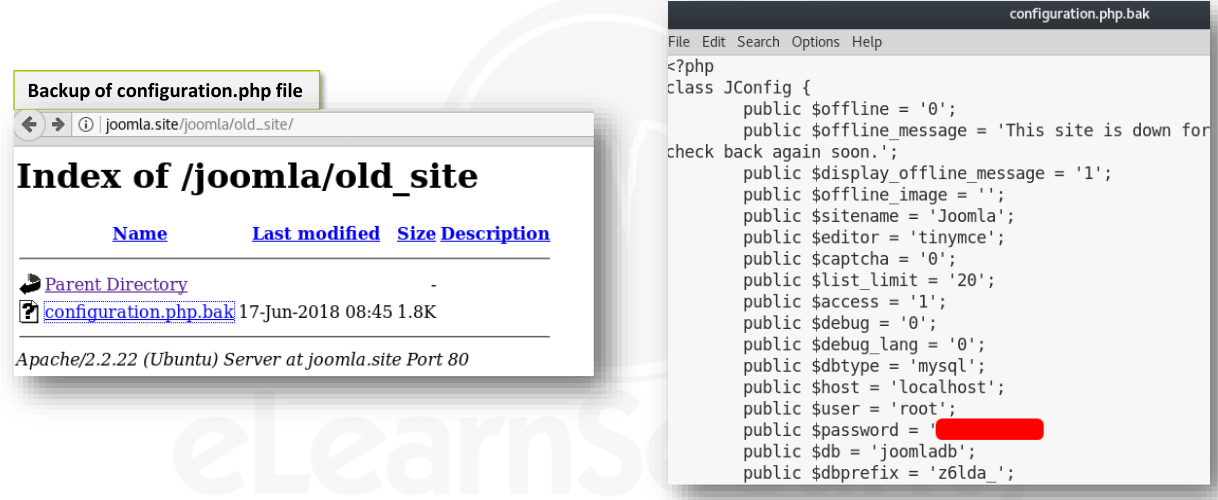 Backup of configuration.php file
joomla.site/joomla/old_site/
Index of /joomla/old_site
Name Last modified Size Description
Parent Directory -
configuration.php.bak 17-Jun-2018 08:45 1.8K
Apache/2.2.22 (Ubuntu) Server at joomla.site Port 80
configuration.php.bak
File Edit Search Options Help
<?php
class JConfig {
public $offline = '0';
public $offline_message = 'This site is down for
check back again soon.';
public $display_offline_message = '1';
public $offline_image = '';
public $sitename = 'Joomla';
public $editor = 'tinymce';
public $captcha = '0';
public $list_limit = '20';
public $access = '1';
public $debug = '0';
public $debug_lang = '0';
public $dbtype = 'mysql';
public $host = 'localhost';
public $user = 'root';
public $password = '
public $db = 'joomladb';
public $dbprefix = 'z6lda_';